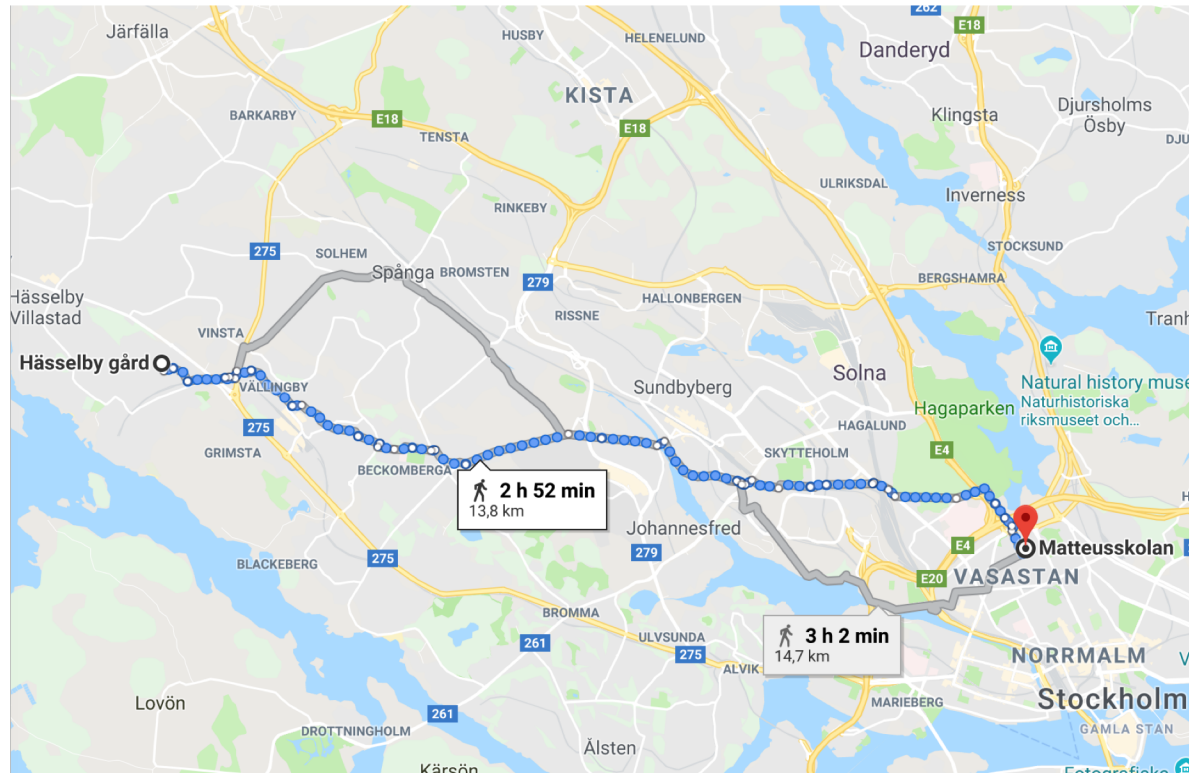 262
E18
Järfälla
HUSBY
HELENELUND
Danderyd
KISTA
BARKARBY
E18
TENSTA
E18
Klingsta
Djursholms
Ösby
DJU
ULRIKSDAL
Inverness
RINKEBY
275
SOLHEM
Spånga
BROMSTEN
279
STOCKSUND
BERGSHAMRA
Hässelby
Villastad
HALLONBERGEN
RISSNE
VINSTA
Tranh
Hässelby gård
VÄLLINGBY
Sundbyberg
Solna
Natural history muse
Naturhistoriska
riksmuseet och...
Hagaparken
HAGALUND
275
GRIMSTA
BECKOMBERGA
SKYTTEHOLM
E4
2 h 52 min
13,8 km
Johannesfred
279
275
BLACKEBERG
E4
Matteusskolan
E20
VASASTAN
BROMMA
261
ULVSUNDA
275
ALVIK
3 h 2 min
14,7 km
NORRMALM
V
Lovön
261
DROTTNINGHOLM
MARIEBERG
Stockholm
GAMLA STAN
Ålsten
Kärsön
Fotografiska